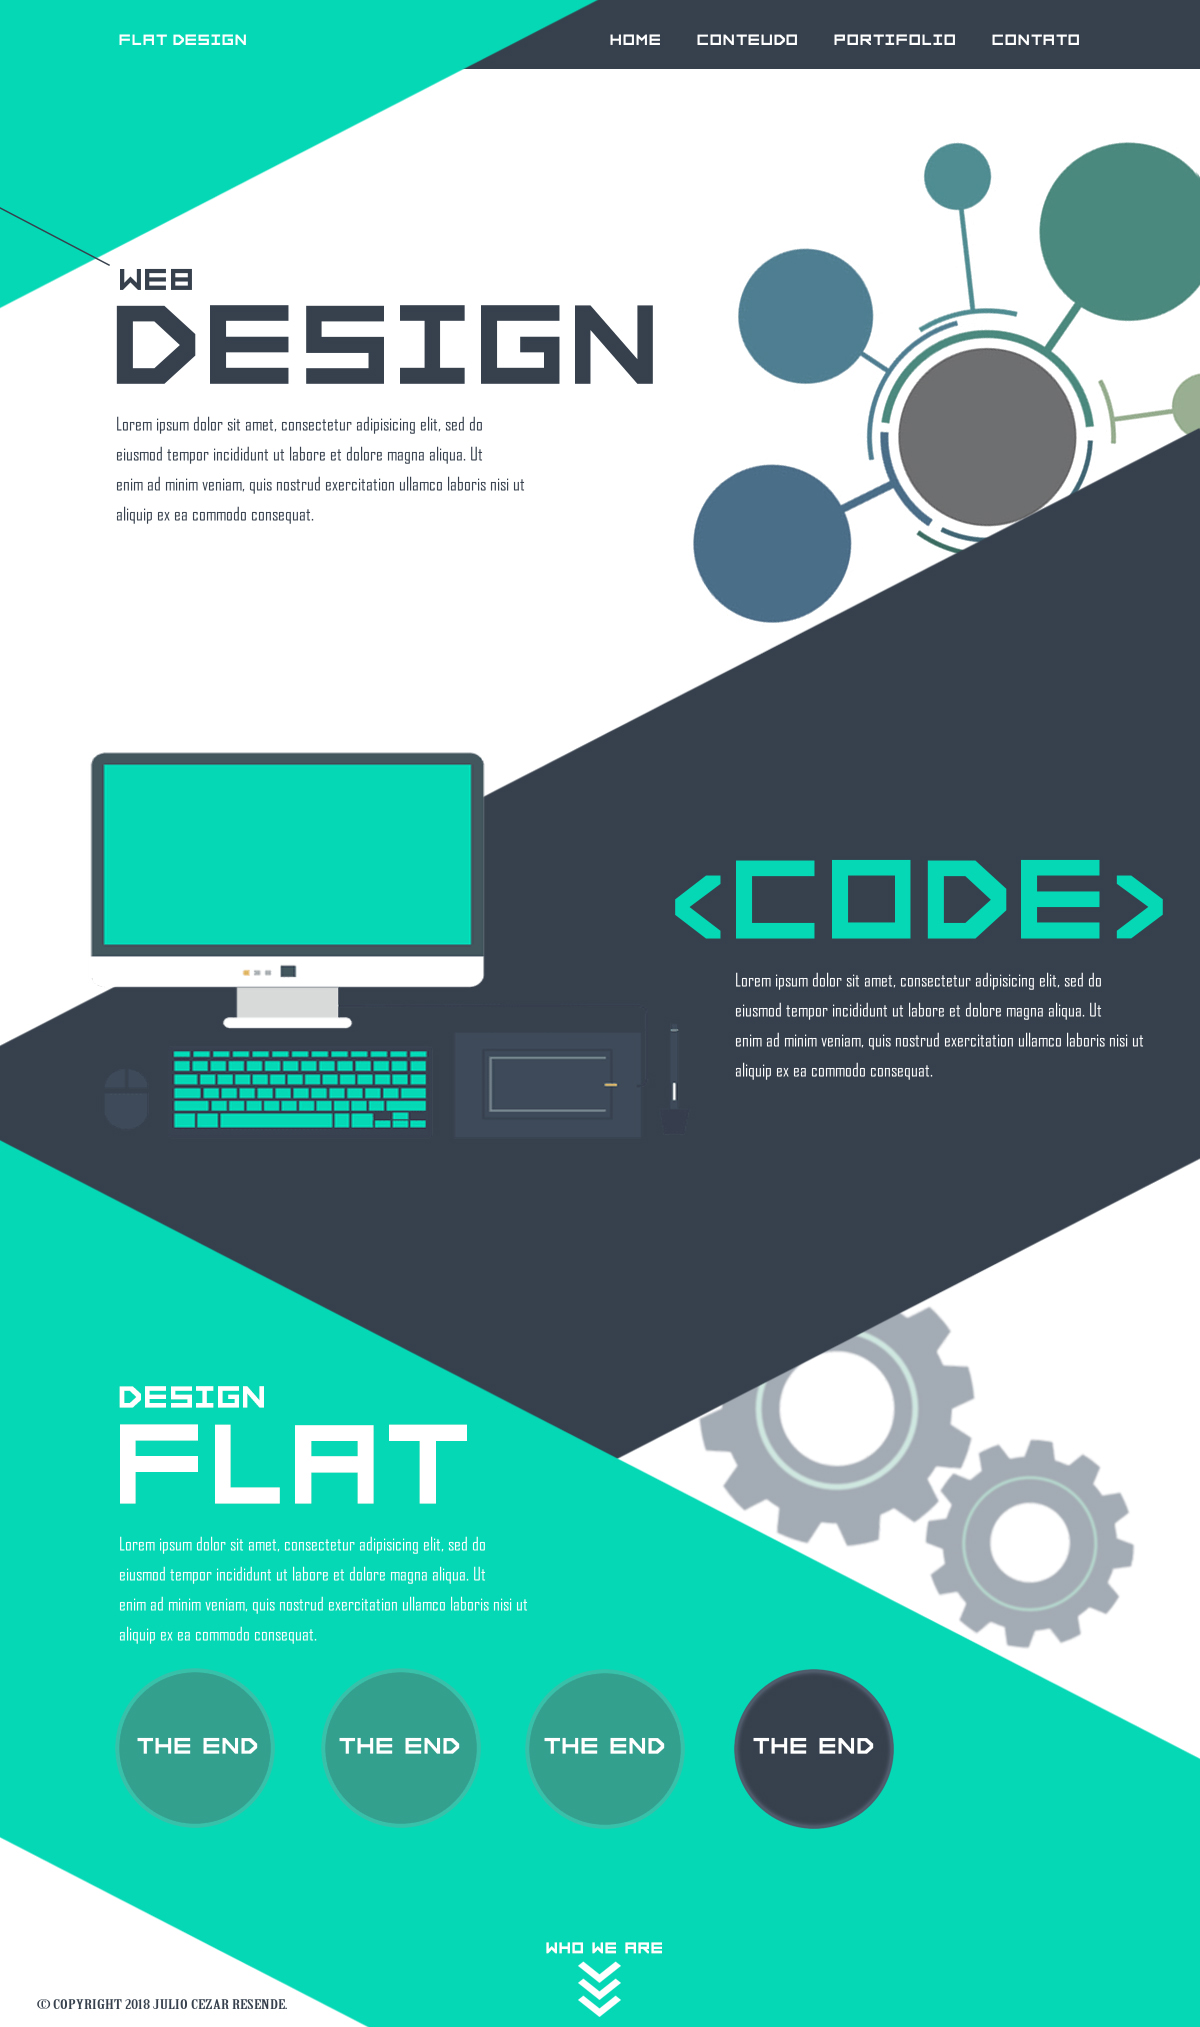 FLAT DESIGN
HOME CONTEUDO PORTIFOLIO CONTATO
WEB
DESIGN
Lorem ipsum dolor sit amet, consectetur adipisicing elit, sed do
eiusmod tempor incididunt ut labore et dolore magna aliqua. Ut
enim ad minim veniam, quis nostrud exercitation ullamco laboris nisi ut
aliquip ex ea commodo consequat.
<CODE>
Lorem ipsum dolor sit amet, consectetur adipisicing elit, sed do
eiusmod tempor incididunt ut labore et dolore magna aliqua. Ut
enim ad minim veniam, quis nostrud exercitation ullamco laboris nisi ut
aliquip ex ea commodo consequat.
DESIGN
FLAT
Lorem ipsum dolor sit amet, consectetur adipisicing elit, sed do
eiusmod tempor incididunt ut labore et dolore magna aliqua. Ut
enim ad minim veniam, quis nostrud exercitation ullamco laboris nisi ut
aliquip ex ea commodo consequat.
THE END THE END THE END THE END
WHO WE ARE
© COPYRIGHT 2018 JULIO CEZAR RESENDE.